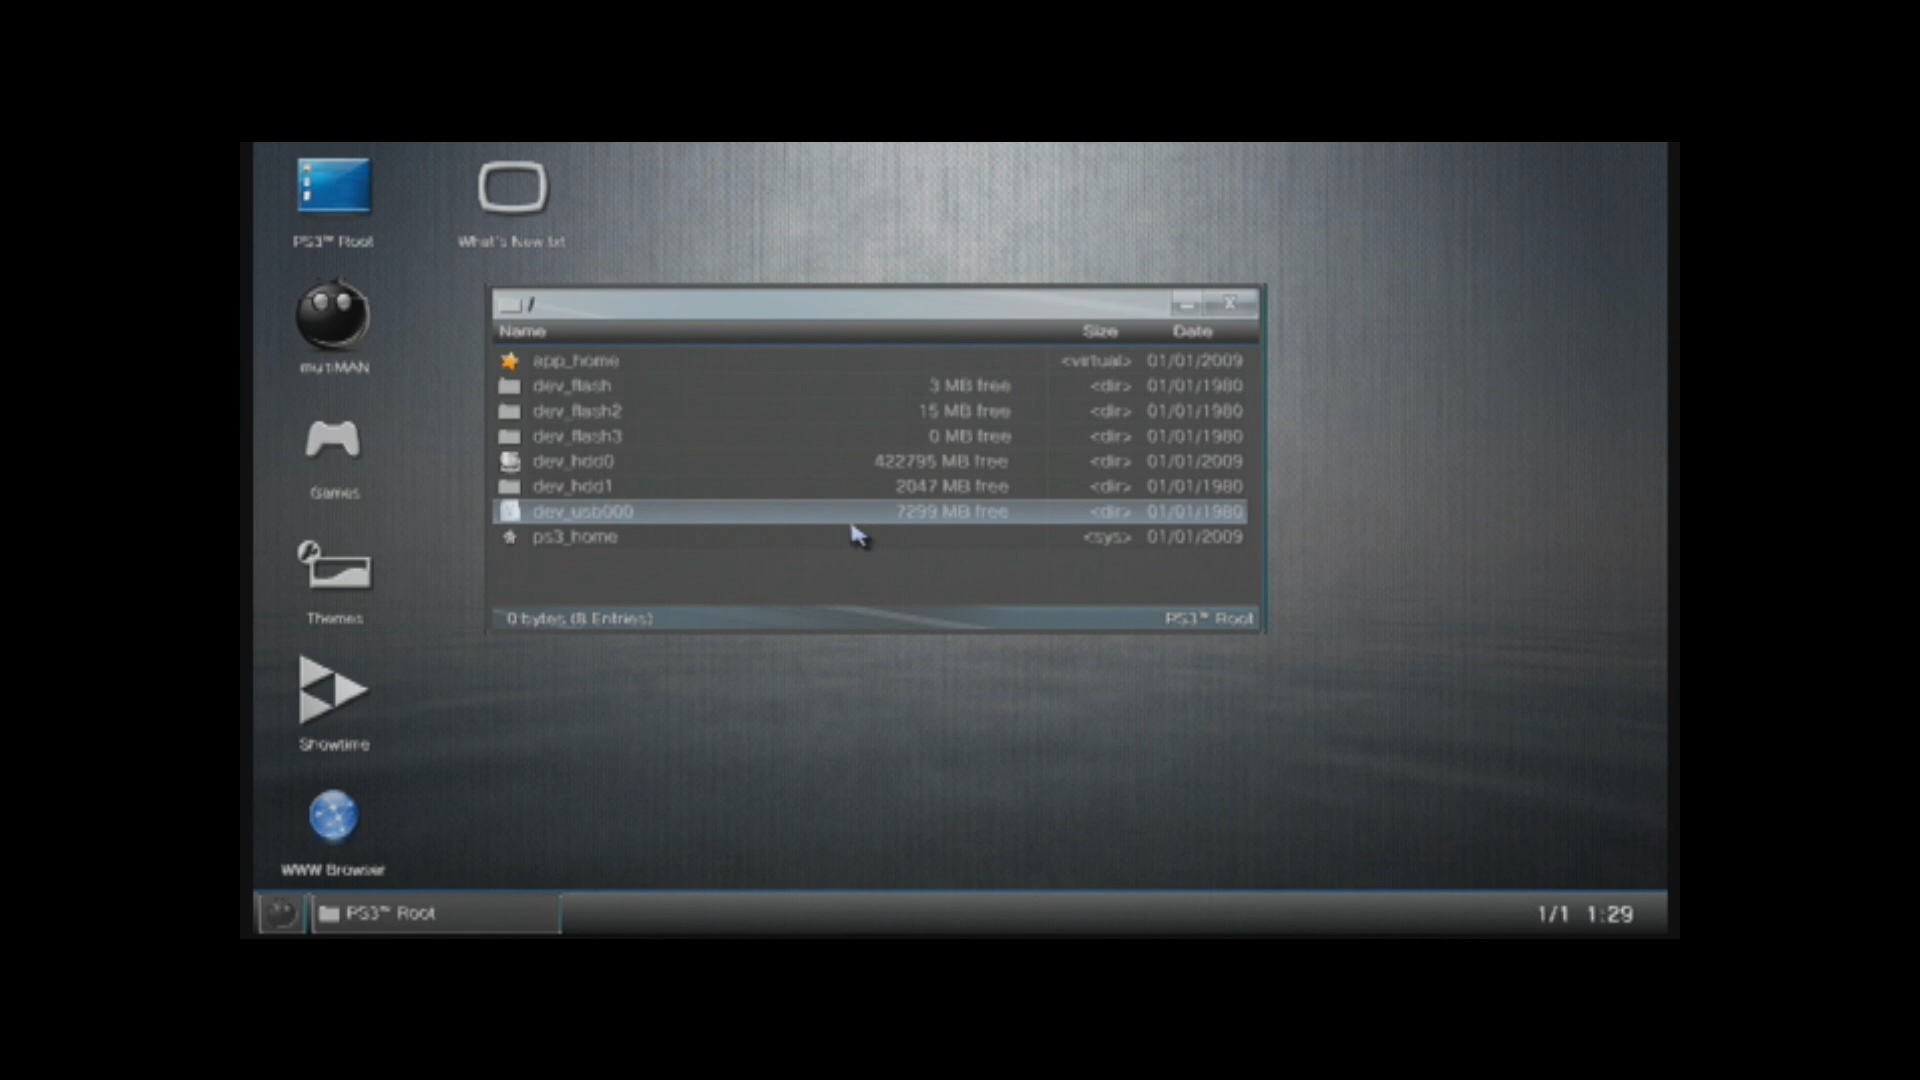 PS3™ Root
What's New.txt
multiMAN
Games
Themes
Showtime
WWW Browser
/
Name Size Date
app_home <virtual> 01/01/2009
dev_flash 3 MB free <dir> 01/01/1980
dev_flash2 15 MB free <dir> 01/01/1980
dev_flash3 0 MB free <dir> 01/01/1980
dev_hdd0 422795 MB free <dir> 01/01/2009
dev_hdd1 2047 MB free <dir> 01/01/1980
dev_usb000 7299 MB free <dir> 01/01/1980
ps3_home <sys> 01/01/2009
0 bytes (8 Entries) PS3™ Root
PS3™ Root 1/1 1:29